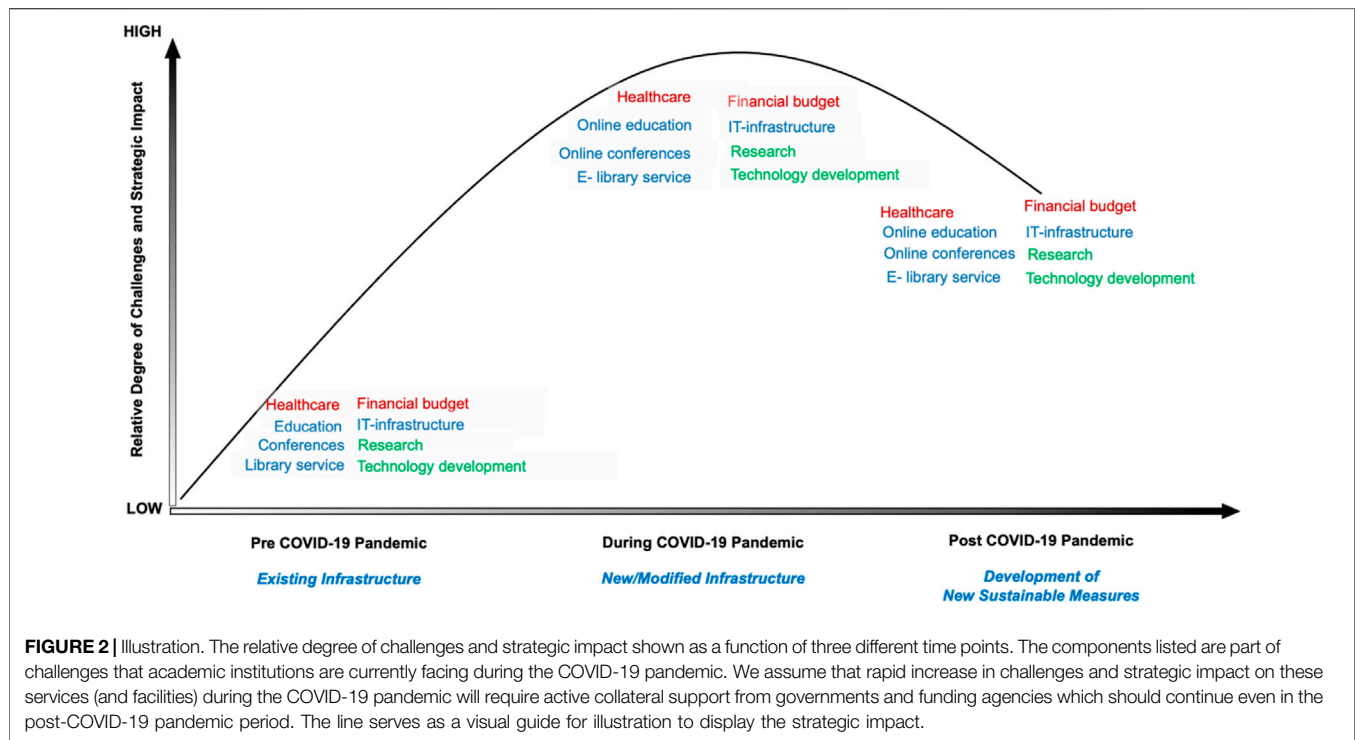 HIGH
Relative Degree of Challenges and Strategic Impact
Healthcare Financial budget
Online education IT-infrastructure
Online conferences Research
E- library service Technology development
Healthcare Financial budget
Online education IT-infrastructure
Online conferences Research
E- library service Technology development
Healthcare Financial budget
Education IT-infrastructure
Conferences Research
Library service Technology development
LOW
Pre COVID-19 Pandemic
Existing Infrastructure
During COVID-19 Pandemic
New/Modified Infrastructure
Post COVID-19 Pandemic
Development of
New Sustainable Measures
FIGURE 2 | Illustration. The relative degree of challenges and strategic impact shown as a function of three different time points. The components listed are part of
challenges that academic institutions are currently facing during the COVID-19 pandemic. We assume that rapid increase in challenges and strategic impact on these
services (and facilities) during the COVID-19 pandemic will require active collateral support from governments and funding agencies which should continue even in the
post-COVID-19 pandemic period. The line serves as a visual guide for illustration to display the strategic impact.